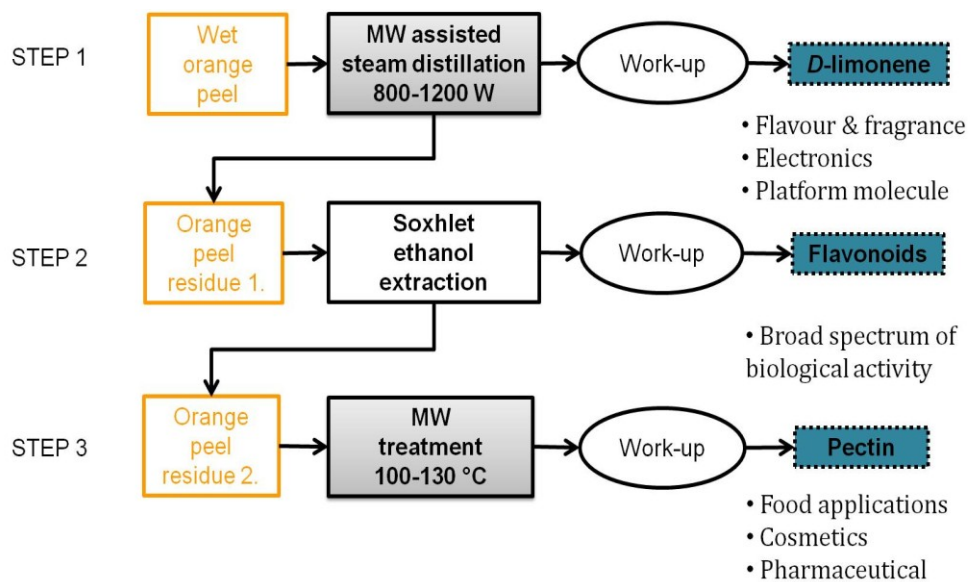 STEP 1
Wet
orange
peel
MW assisted
steam distillation
800-1200 W
Work-up
D-limonene
• Flavour & fragrance
• Electronics
• Platform molecule
STEP 2
Orange
peel
residue 1.
Soxhlet
ethanol
extraction
Work-up
Flavonoids
• Broad spectrum of
biological activity
STEP 3
Orange
peel
residue 2.
MW
treatment
100-130 °C
Work-up
Pectin
• Food applications
• Cosmetics
• Pharmaceutical